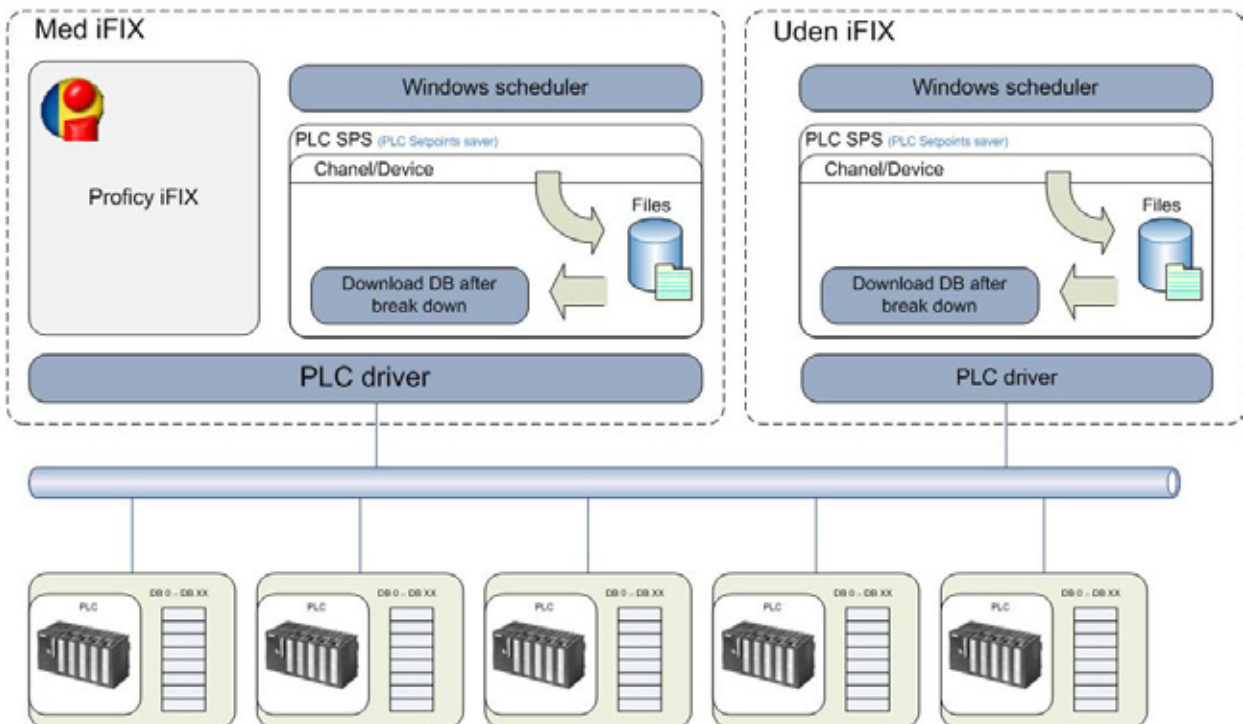 Med iFIX
Proficy iFIX
Windows scheduler
PLC SPS (PLC Setpoints saver)
Chanel/Device
Files
Download DB after
break down
PLC driver
Uden iFIX
Windows scheduler
PLC SPS (PLC Setpoints saver)
Chanel/Device
Files
Download DB after
break down
PLC driver
PLC
DB 0 - DB XX
PLC
DB 0 - DB XX
PLC
DB 0 - DB XX
PLC
DB 0 - DB XX
PLC
DB 0 - DB XX